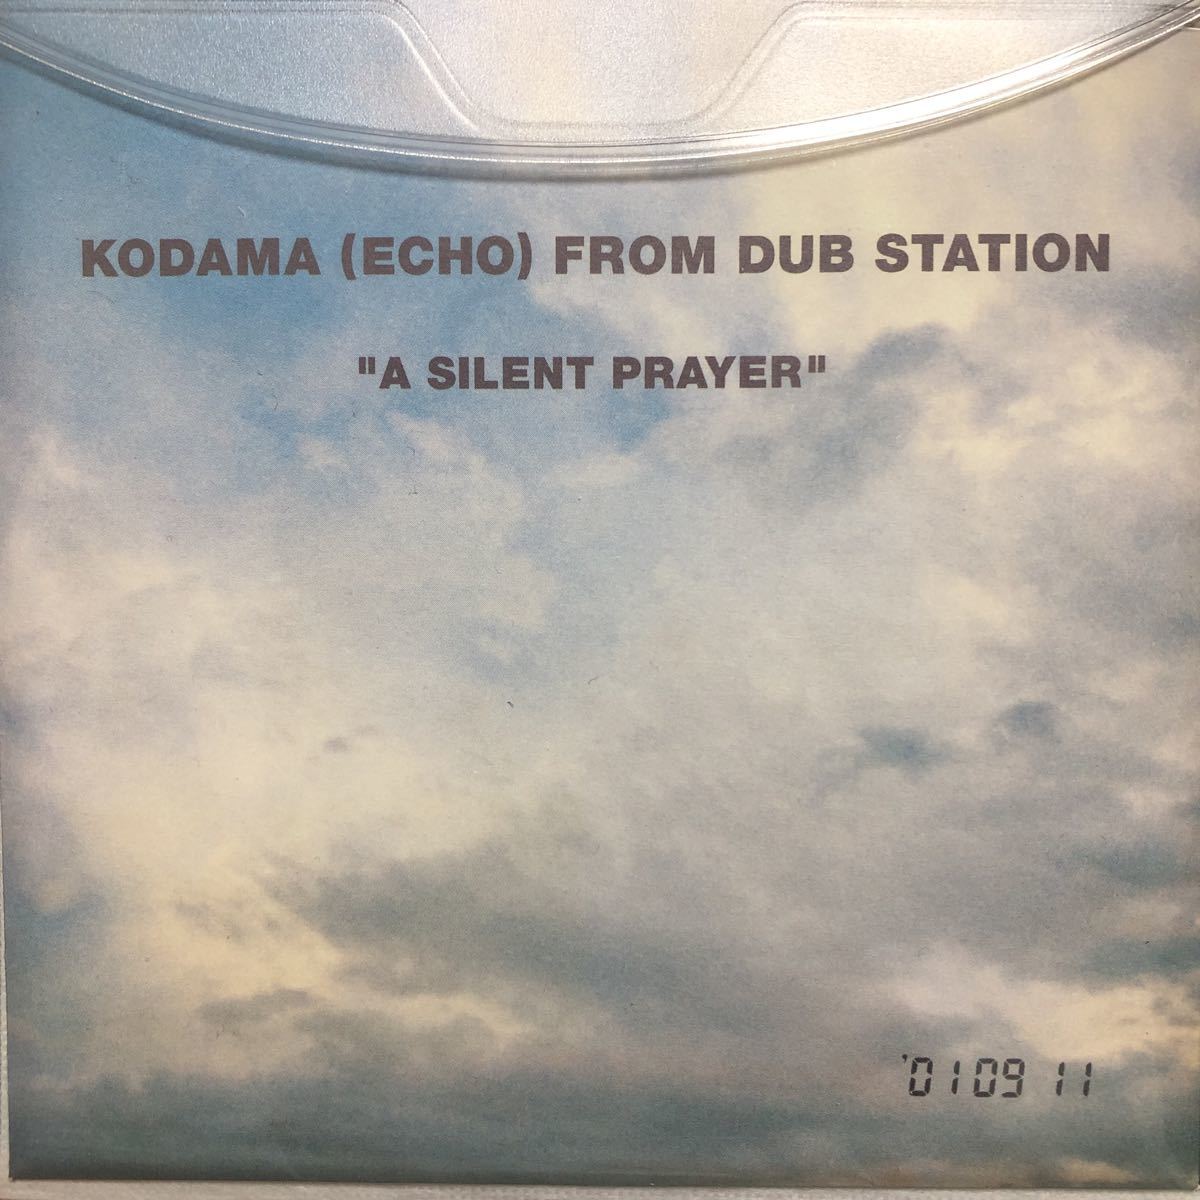 KODAMA (ECHO) FROM DUB STATION
"A SILENT PRAYER"
'01 09 11